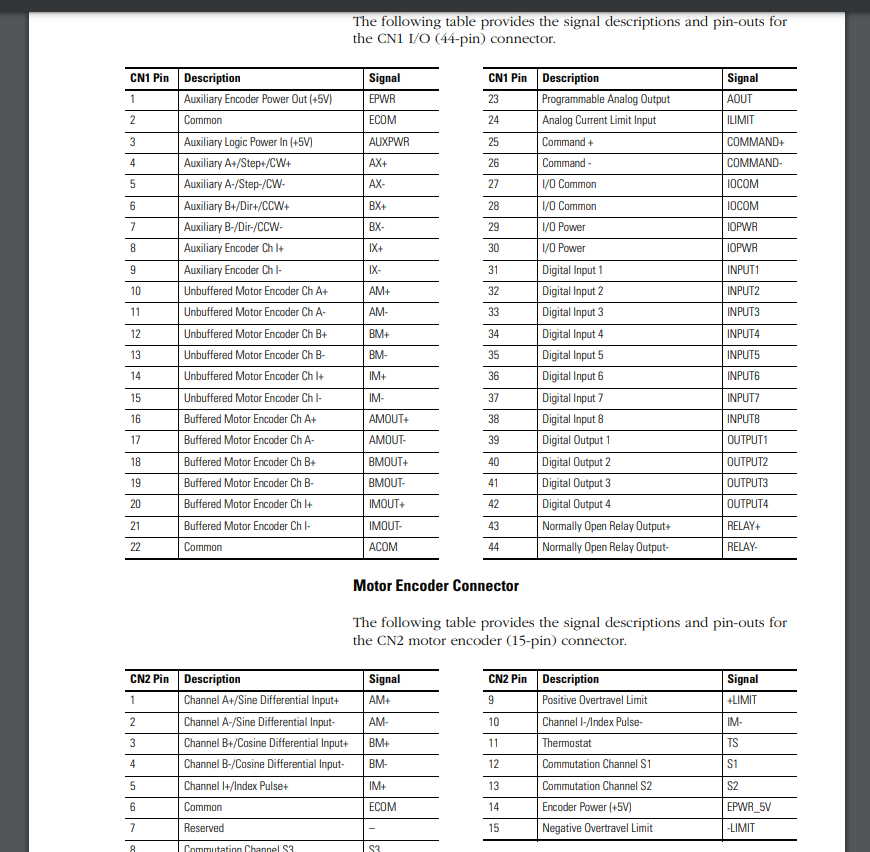 The following table provides the signal descriptions and pin-outs for
the CN1 I/O (44-pin) connector.
CN1 Pin Description Signal
1 Auxiliary Encoder Power Out (+5V) EPWR
2 Common ECOM
3 Auxiliary Logic Power In (+5V) AUXPWR
4 Auxiliary A+/Step+/CW+ AX+
5 Auxiliary A-/Step-/CW- AX-
6 Auxiliary B+/Dir+/CCW+ BX+
7 Auxiliary B-/Dir-/CCW- BX-
8 Auxiliary Encoder Ch I+ IX+
9 Auxiliary Encoder Ch I- IX-
10 Unbuffered Motor Encoder Ch A+ AM+
11 Unbuffered Motor Encoder Ch A- AM-
12 Unbuffered Motor Encoder Ch B+ BM+
13 Unbuffered Motor Encoder Ch B- BM-
14 Unbuffered Motor Encoder Ch I+ IM+
15 Unbuffered Motor Encoder Ch I- IM-
16 Buffered Motor Encoder Ch A+ AMOUT+
17 Buffered Motor Encoder Ch A- AMOUT-
18 Buffered Motor Encoder Ch B+ BMOUT+
19 Buffered Motor Encoder Ch B- BMOUT-
20 Buffered Motor Encoder Ch I+ IMOUT+
21 Buffered Motor Encoder Ch I- IMOUT-
22 Common ACOM
CN1 Pin Description Signal
23 Programmable Analog Output AOUT
24 Analog Current Limit Input ILIMIT
25 Command + COMMAND+
26 Command - COMMAND-
27 I/O Common IOCOM
28 I/O Common IOCOM
29 I/O Power IOPWR
30 I/O Power IOPWR
31 Digital Input 1 INPUT1
32 Digital Input 2 INPUT2
33 Digital Input 3 INPUT3
34 Digital Input 4 INPUT4
35 Digital Input 5 INPUT5
36 Digital Input 6 INPUT6
37 Digital Input 7 INPUT7
38 Digital Input 8 INPUT8
39 Digital Output 1 OUTPUT1
40 Digital Output 2 OUTPUT2
41 Digital Output 3 OUTPUT3
42 Digital Output 4 OUTPUT4
43 Normally Open Relay Output+ RELAY+
44 Normally Open Relay Output- RELAY-
Motor Encoder Connector
The following table provides the signal descriptions and pin-outs for
the CN2 motor encoder (15-pin) connector.
CN2 Pin Description Signal
1 Channel A+/Sine Differential Input+ AM+
2 Channel A-/Sine Differential Input- AM-
3 Channel B+/Cosine Differential Input+ BM+
4 Channel B-/Cosine Differential Input- BM-
5 Channel I+/Index Pulse+ IM+
6 Common ECOM
7 Reserved –
8 Commutation Channel S3 S3
CN2 Pin Description Signal
9 Positive Overtravel Limit +LIMIT
10 Channel I-/Index Pulse- IM-
11 Thermostat TS
12 Commutation Channel S1 S1
13 Commutation Channel S2 S2
14 Encoder Power (+5V) EPWR_5V
15 Negative Overtravel Limit -LIMIT